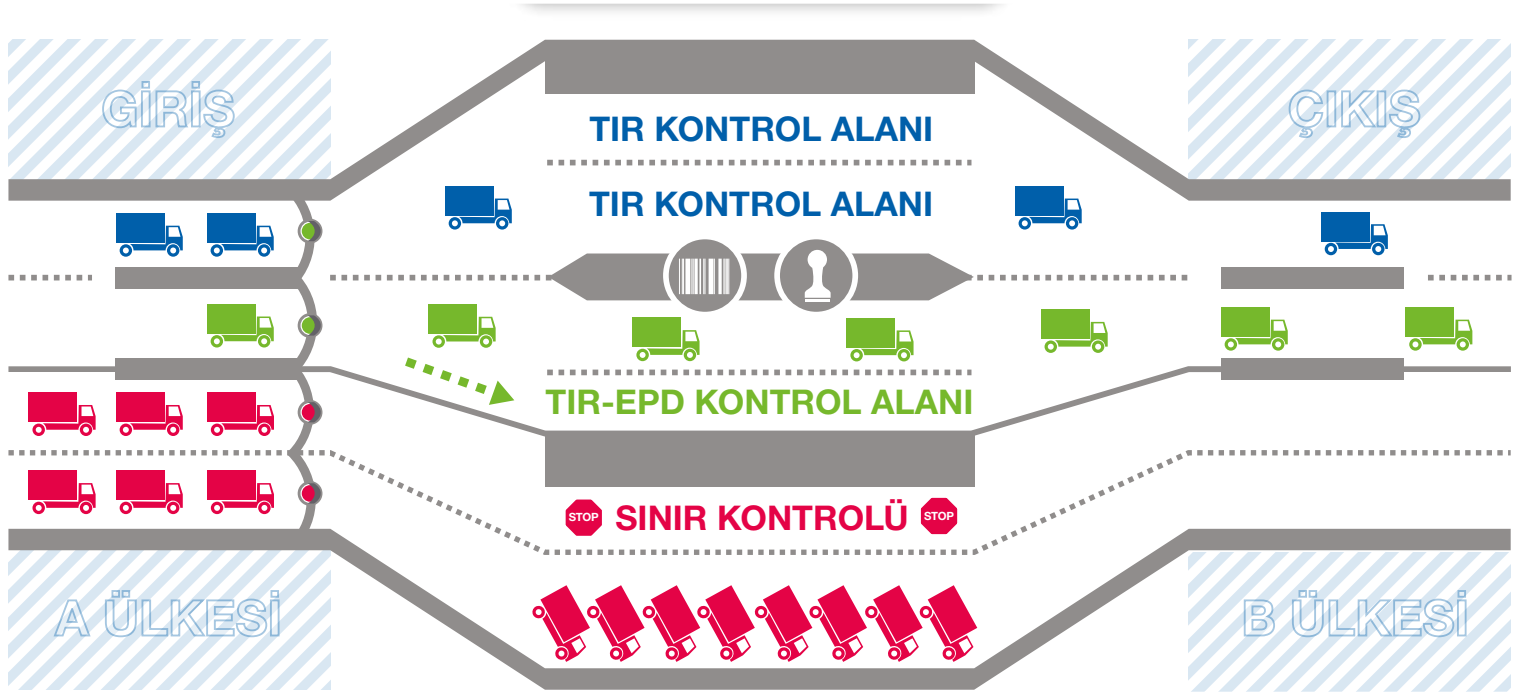 GİRİŞ
ÇIKIŞ
TIR KONTROL ALANI
TIR KONTROL ALANI
TIR-EPD KONTROL ALANI
STOP SINIR KONTROLÜ STOP
A ÜLKESİ
B ÜLKESİ